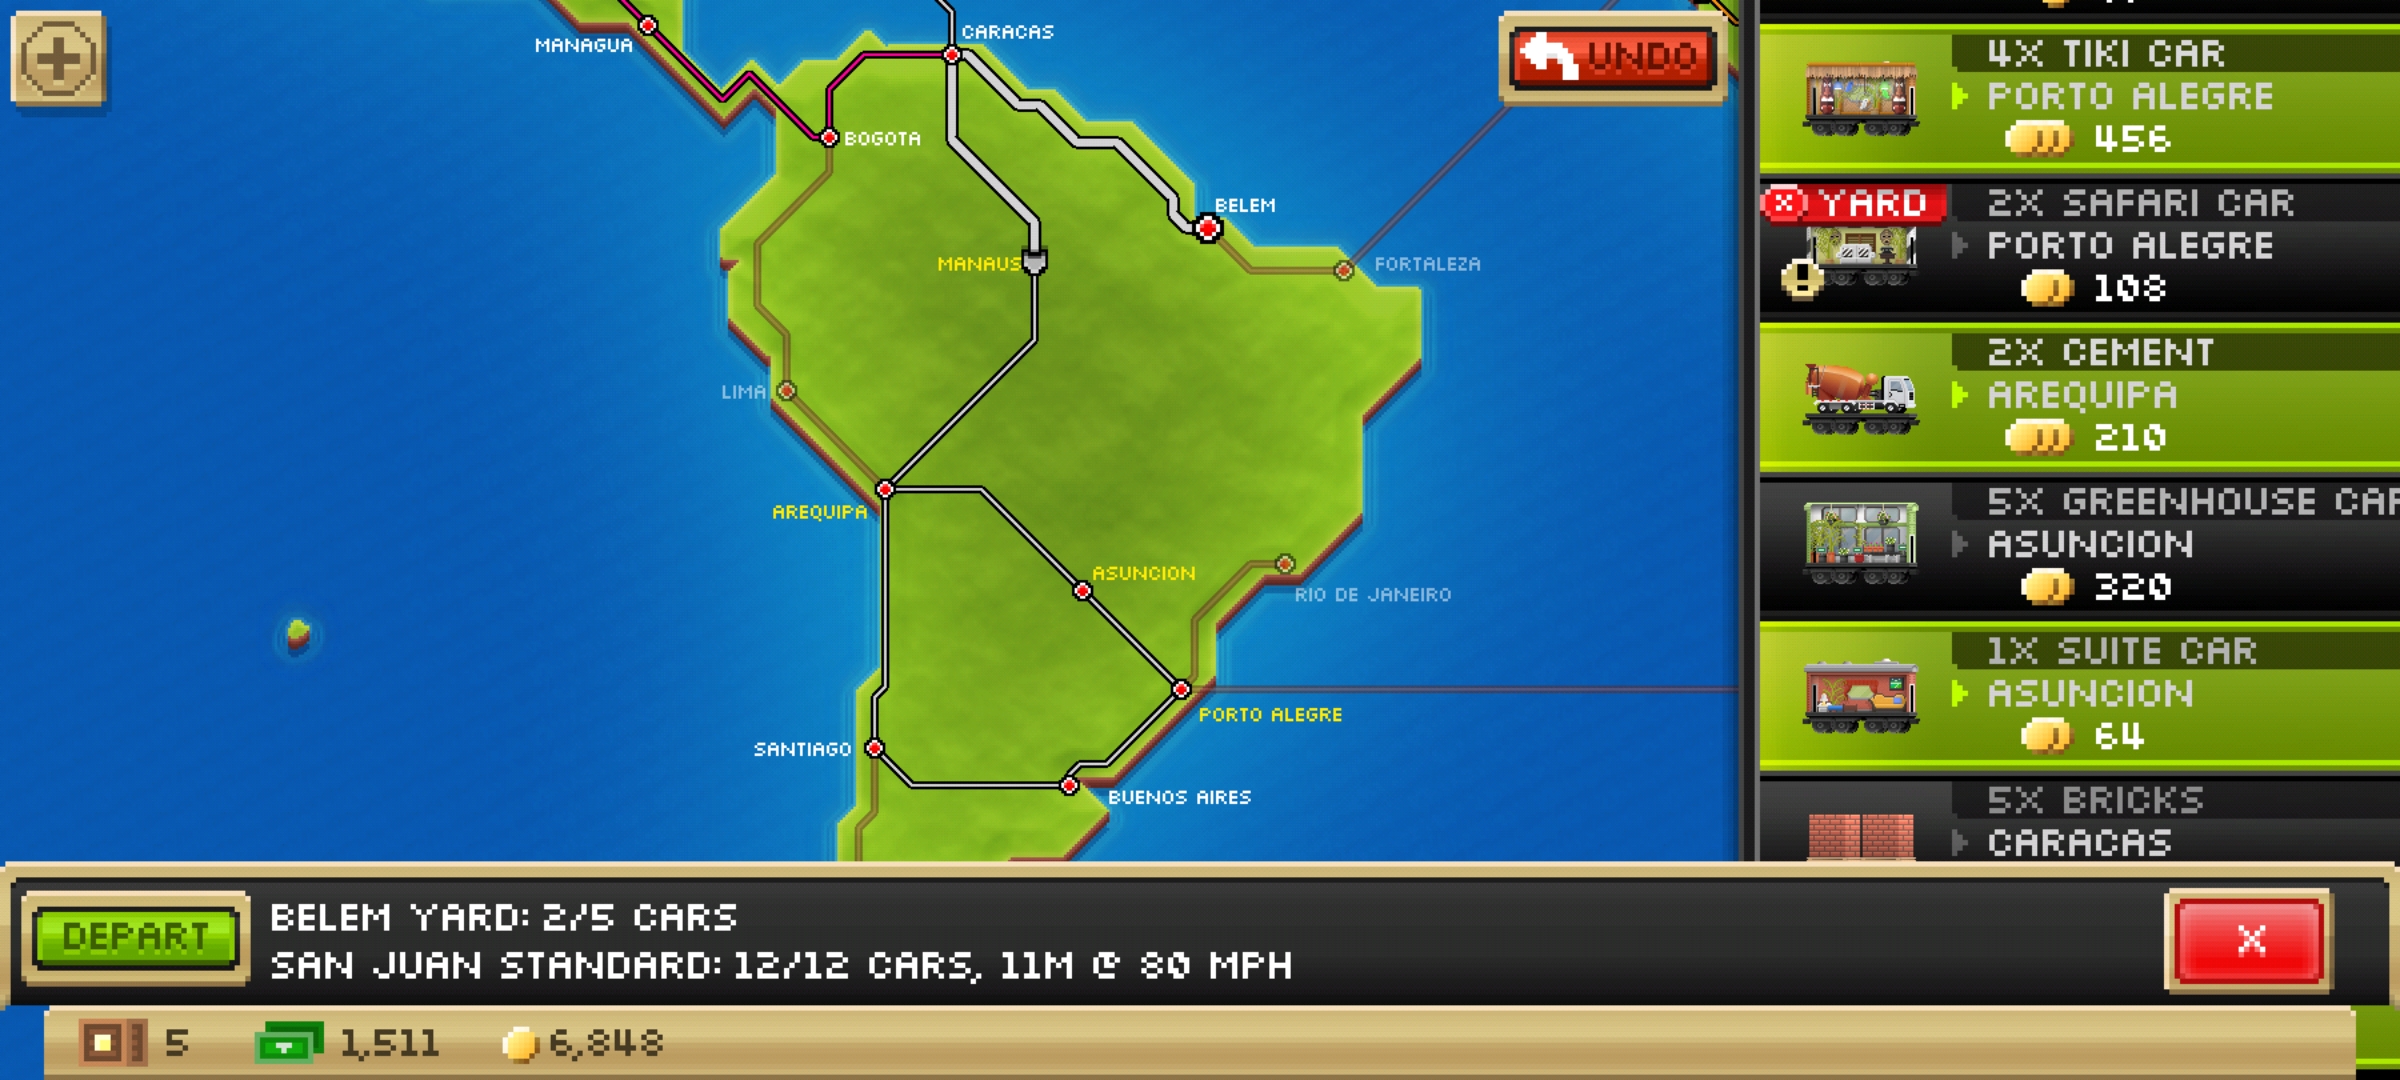 MANAGUA
CARACAS
BOGOTA
BELEM
MANAUS
FORTALEZA
LIMA
AREQUIPA
ASUNCION
RIO DE JANEIRO
PORTO ALEGRE
SANTIAGO
BUENOS AIRES
UNDO
4X TIKI CAR
PORTO ALEGRE
456
X YARD
2X SAFARI CAR
PORTO ALEGRE
!
108
2X CEMENT
AREQUIPA
210
5X GREENHOUSE CAR
ASUNCION
320
1X SUITE CAR
ASUNCION
64
5X BRICKS
CARACAS
DEPART
BELEM YARD: 2/5 CARS
SAN JUAN STANDARD: 12/12 CARS, 11M @ 80 MPH
X
5
1,511
6,848